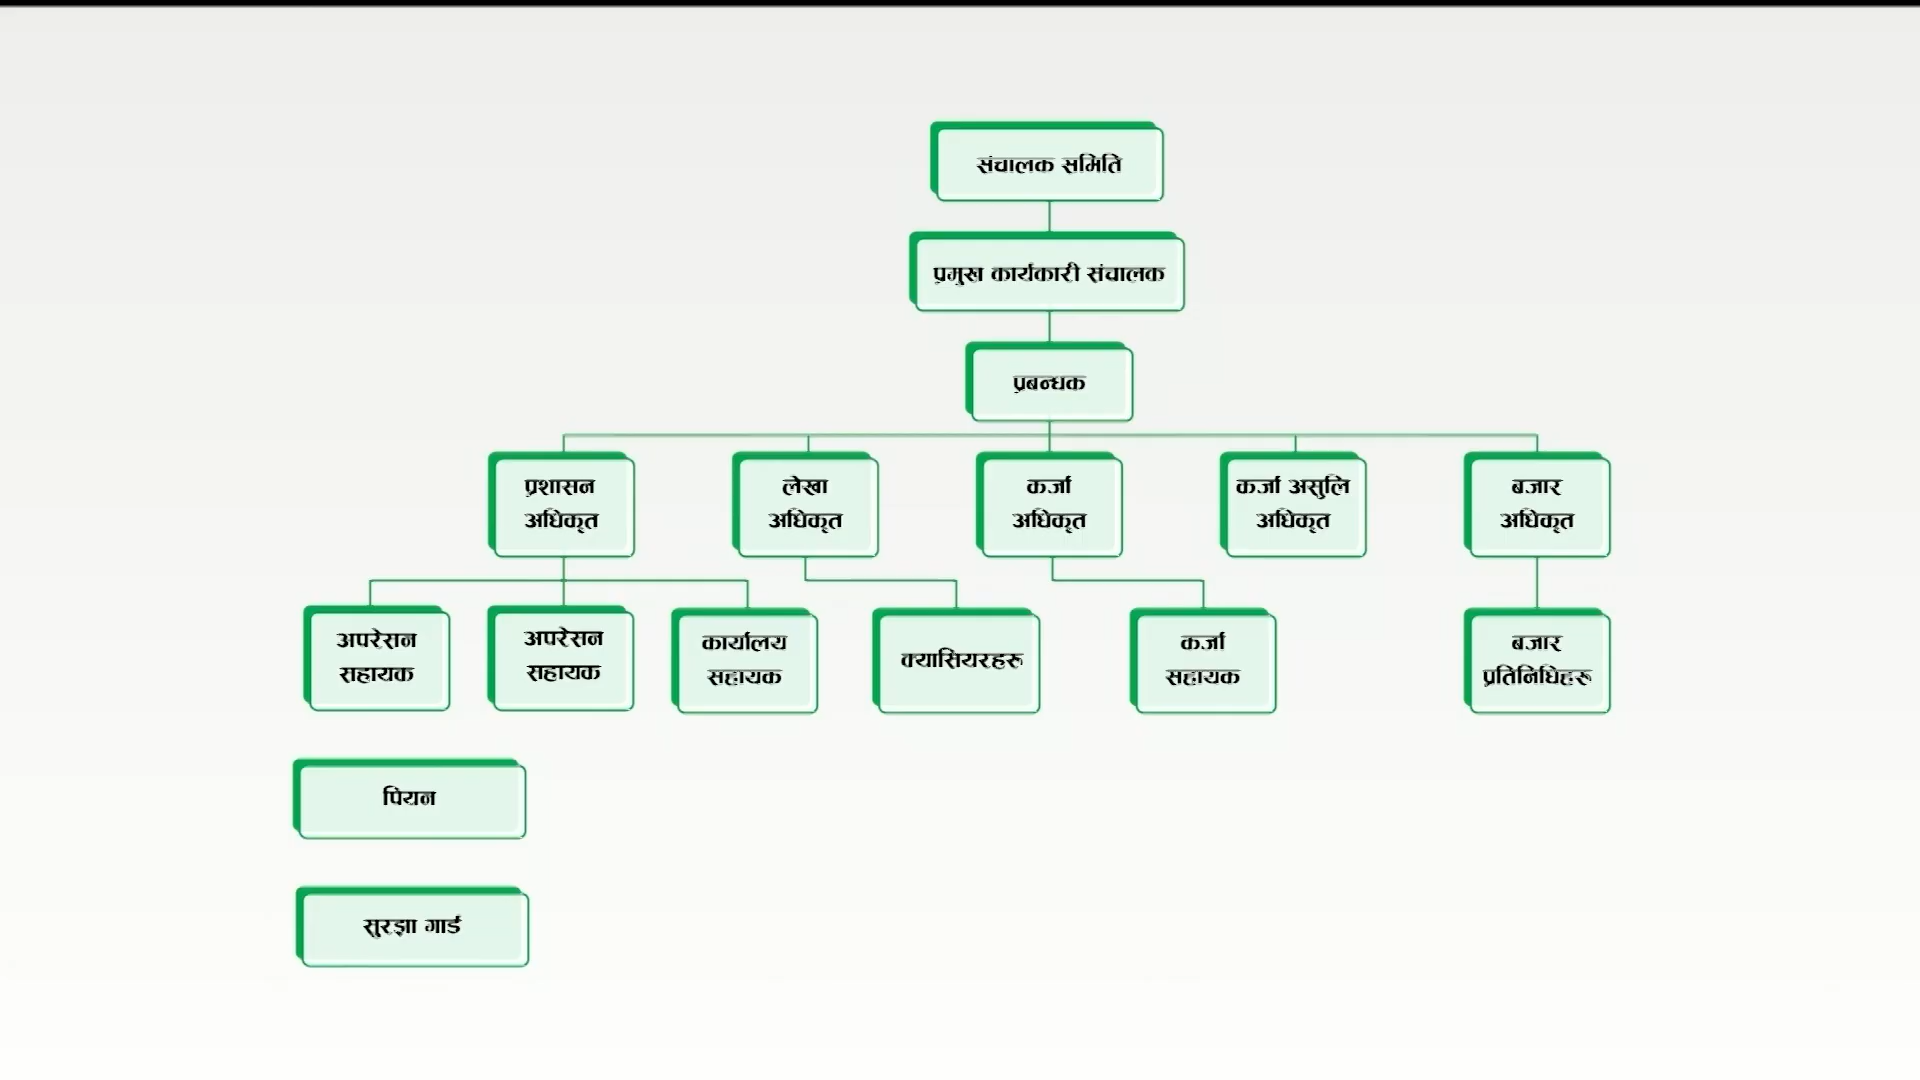 संचालक समिति
प्रमुख कार्यकारी संचालक
प्रबन्धक
प्रशासन
अधिकृत
लेखा
अधिकृत
कर्जा
अधिकृत
कर्जा असुलि
अधिकृत
बजार
अधिकृत
अपरेसन
सहायक
अपरेसन
सहायक
कार्यालय
सहायक
क्यासियरहरु
कर्जा
सहायक
बजार
प्रतिनिधिहरु
पियन
सुरक्षा गार्ड